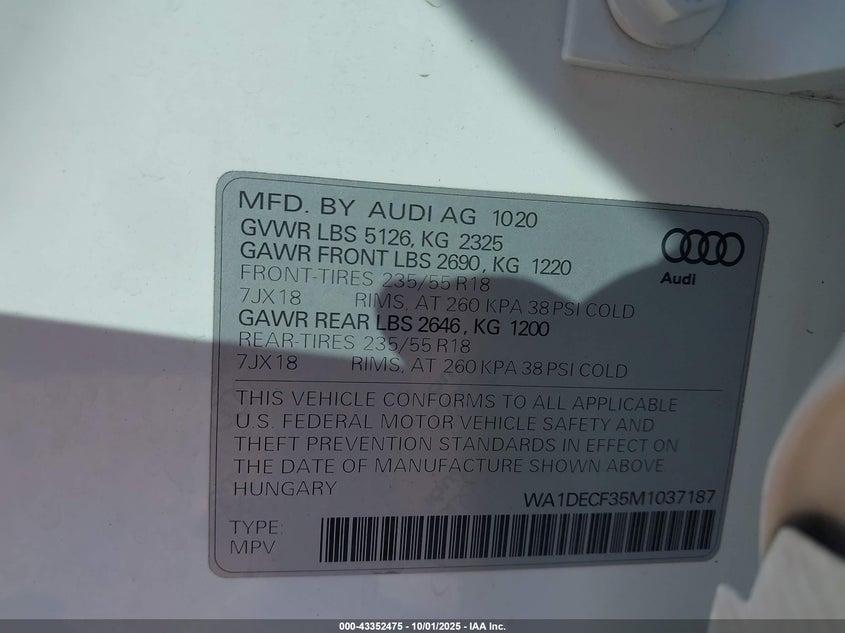 MFD. BY AUDI AG 1020
GVWR LBS 5126, KG 2325
GAWR FRONT LBS 2690, KG 1220
FRONT-TIRES 235/55 R18
7JX18 RIMS, AT 260 KPA 38 PSI COLD
GAWR REAR LBS 2646, KG 1200
REAR-TIRES 235/55 R18
7JX18 RIMS, AT 260 KPA 38 PSI COLD
Audi
THIS VEHICLE CONFORMS TO ALL APPLICABLE
U.S. FEDERAL MOTOR VEHICLE SAFETY AND
THEFT PREVENTION STANDARDS IN EFFECT ON
THE DATE OF MANUFACTURE SHOWN ABOVE.
HUNGARY
WA1DECF35M1037187
TYPE:
MPV
000-43352475 - 10/01/2025 - IAA Inc.